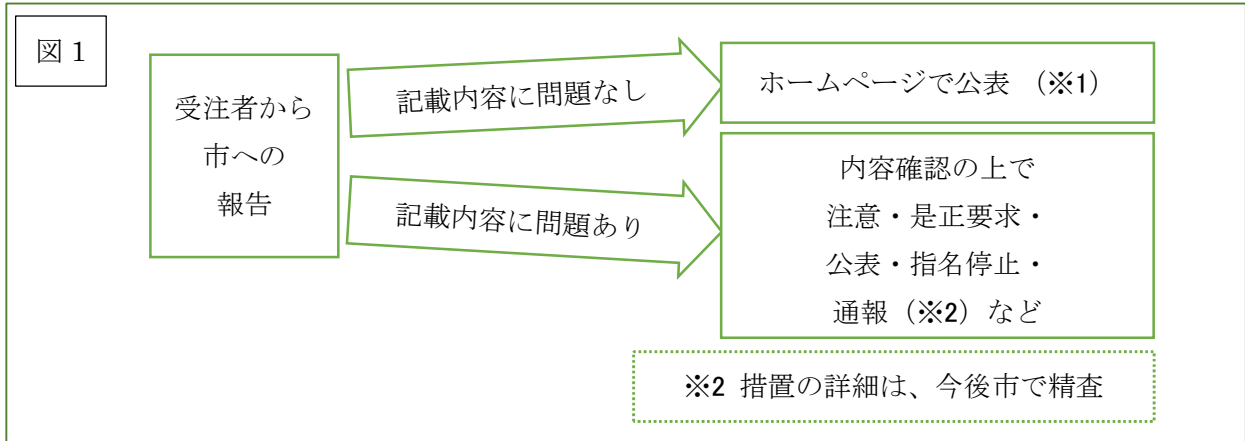 図1
受注者から
市への
報告
記載内容に問題なし
ホームページで公表 (※1)
記載内容に問題あり
内容確認の上で
注意・是正要求・
公表・指名停止・
通報(※2)など
※2 措置の詳細は、今後市で精査